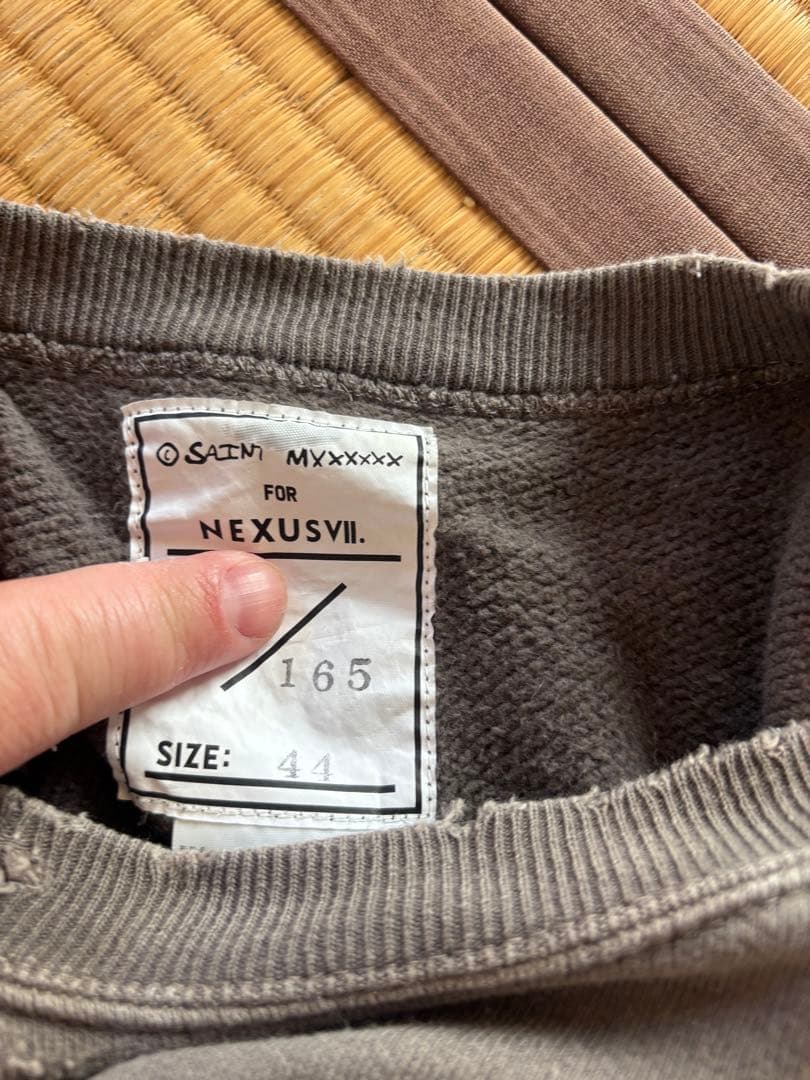 © SAINT MXXXXXX
FOR
NEXUSVII.
/
165
SIZE: 44